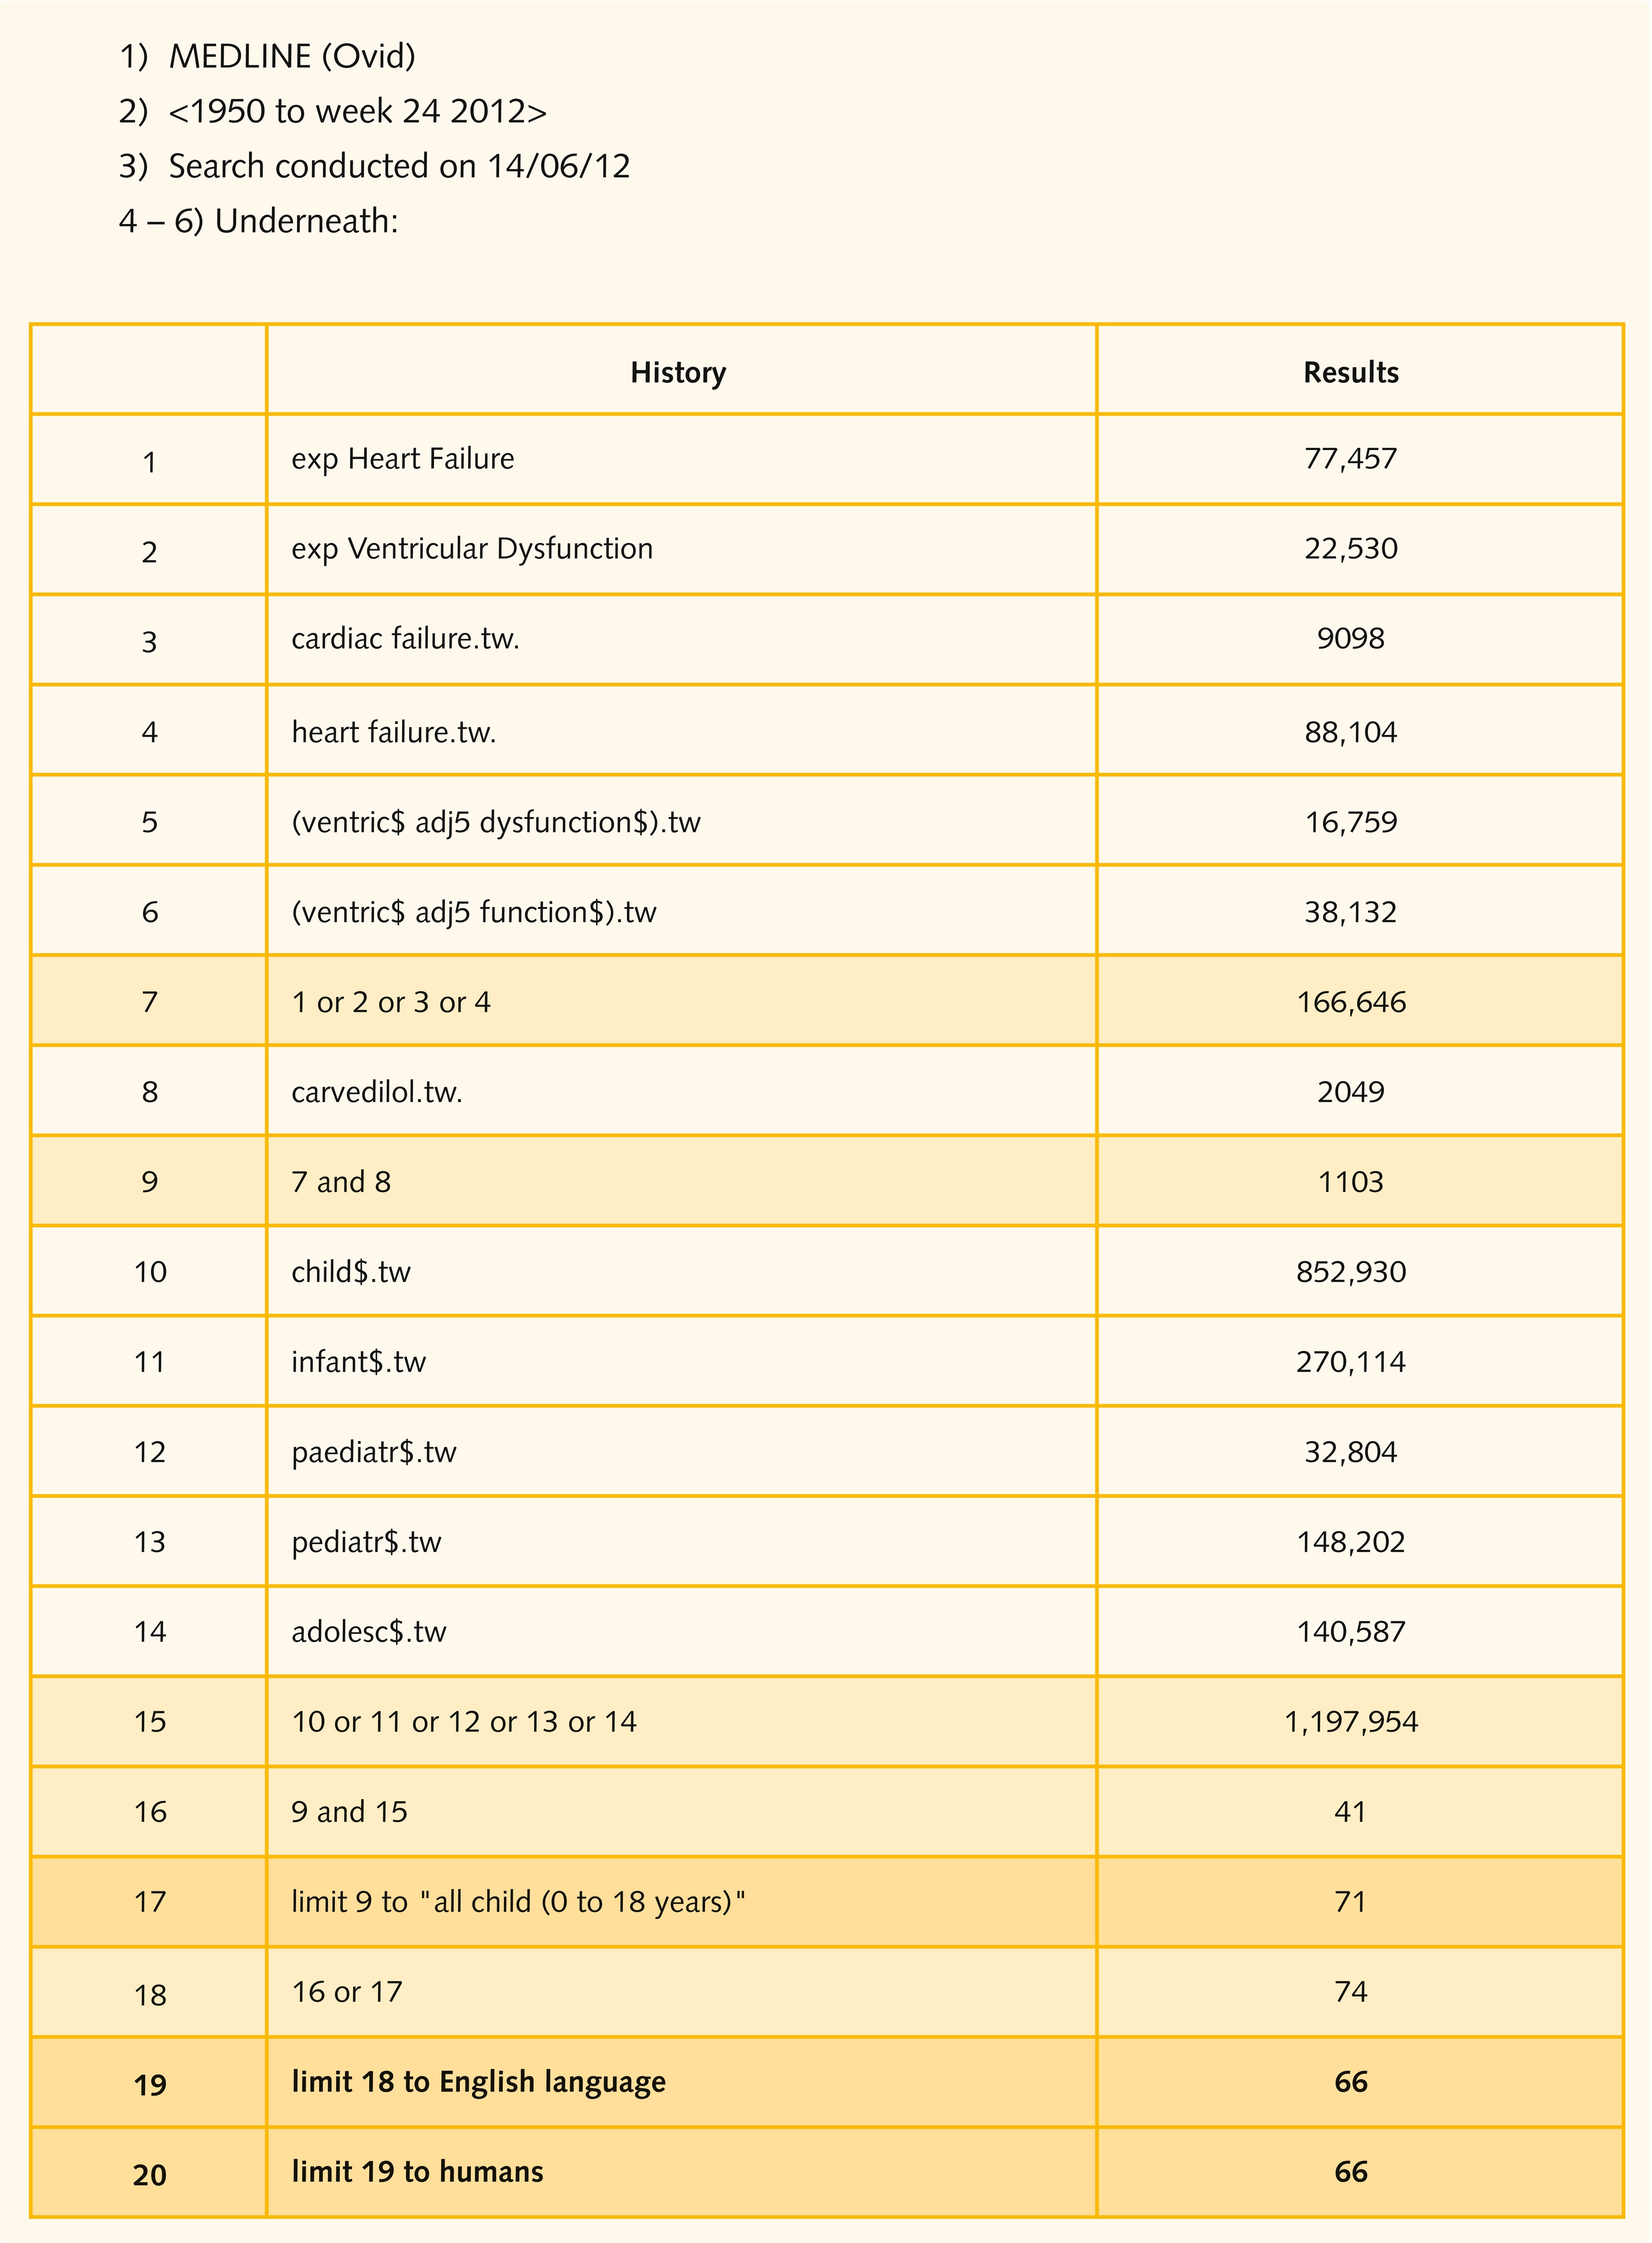 1) MEDLINE (Ovid)
2) <1950 to week 24 2012>
3) Search conducted on 14/06/12
4 – 6) Underneath:
History Results
1 exp Heart Failure 77,457
2 exp Ventricular Dysfunction 22,530
3 cardiac failure.tw. 9098
4 heart failure.tw. 88,104
5 (ventric$ adj5 dysfunction$).tw 16,759
6 (ventric$ adj5 function$).tw 38,132
7 1 or 2 or 3 or 4 166,646
8 carvedilol.tw. 2049
9 7 and 8 1103
10 child$.tw 852,930
11 infant$.tw 270,114
12 paediatr$.tw 32,804
13 pediatr$.tw 148,202
14 adolesc$.tw 140,587
15 10 or 11 or 12 or 13 or 14 1,197,954
16 9 and 15 41
17 limit 9 to "all child (0 to 18 years)" 71
18 16 or 17 74
19 limit 18 to English language 66
20 limit 19 to humans 66